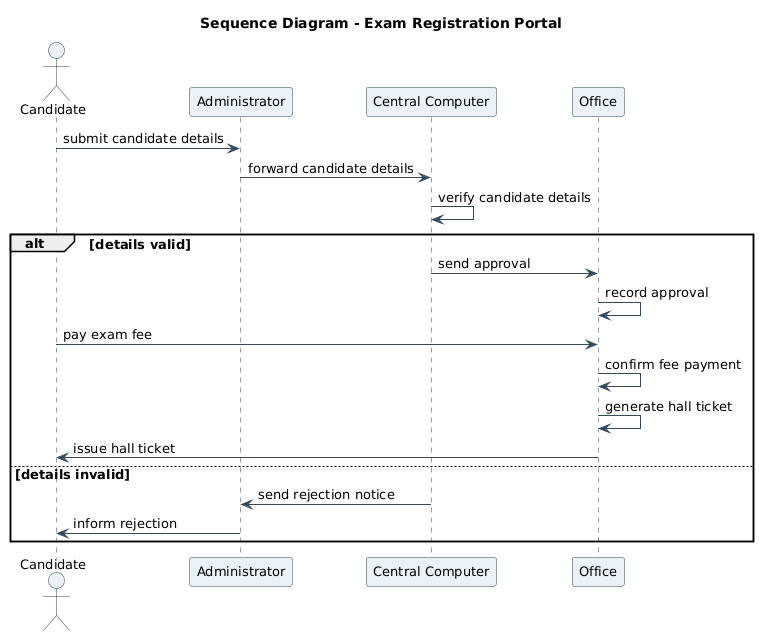 Sequence Diagram - Exam Registration Portal
Candidate
Administrator
Central Computer
Office
submit candidate details
forward candidate details
verify candidate details
alt
[details valid]
send approval
record approval
pay exam fee
confirm fee payment
generate hall ticket
issue hall ticket
[details invalid]
send rejection notice
inform rejection
Candidate
Administrator
Central Computer
Office